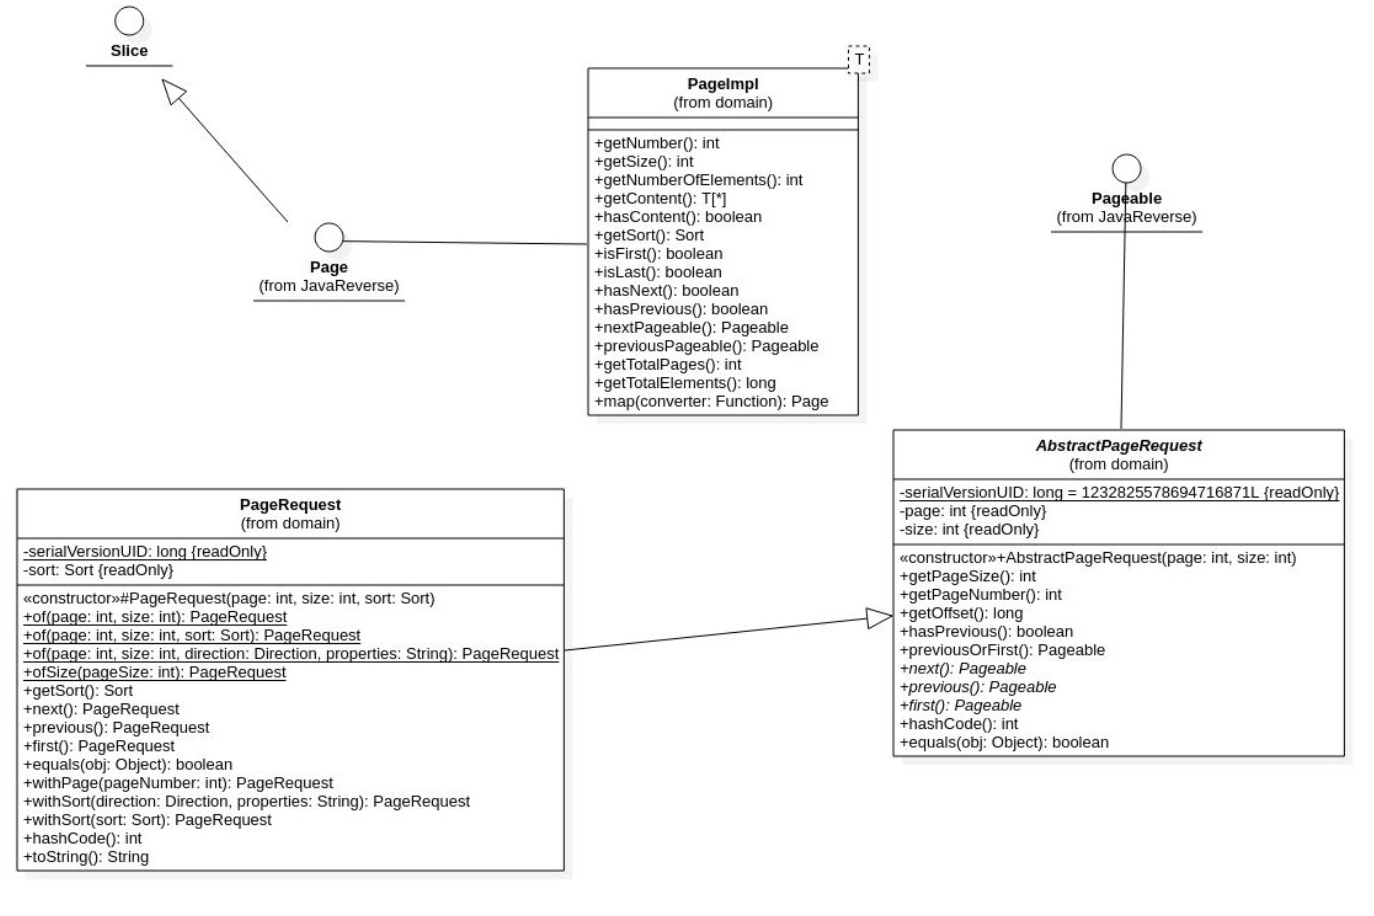 Slice
Page
(from JavaReverse)
T
PageImpl
(from domain)
+getNumber(): int
+getSize(): int
+getNumberOfElements(): int
+getContent(): T[*]
+hasContent(): boolean
+getSort(): Sort
+isFirst(): boolean
+isLast(): boolean
+hasNext(): boolean
+hasPrevious(): boolean
+nextPageable(): Pageable
+previousPageable(): Pageable
+getTotalPages(): int
+getTotalElements(): long
+map(converter: Function): Page
Pageable
(from JavaReverse)
PageRequest
(from domain)
-serialVersionUID: long {readOnly}
-sort: Sort {readOnly}
«constructor»#PageRequest(page: int, size: int, sort: Sort)
+of(page: int, size: int): PageRequest
+of(page: int, size: int, sort: Sort): PageRequest
+of(page: int, size: int, direction: Direction, properties: String): PageRequest
+ofSize(pageSize: int): PageRequest
+getSort(): Sort
+next(): PageRequest
+previous(): PageRequest
+first(): PageRequest
+equals(obj: Object): boolean
+withPage(pageNumber: int): PageRequest
+withSort(direction: Direction, properties: String): PageRequest
+withSort(sort: Sort): PageRequest
+hashCode(): int
+toString(): String
AbstractPageRequest
(from domain)
-serialVersionUID: long = 1232825578694716871L {readOnly}
-page: int {readOnly}
-size: int {readOnly}
«constructor»+AbstractPageRequest(page: int, size: int)
+getPageSize(): int
+getPageNumber(): int
+getOffset(): long
+hasPrevious(): boolean
+previousOrFirst(): Pageable
+next(): Pageable
+previous(): Pageable
+first(): Pageable
+hashCode(): int
+equals(obj: Object): boolean